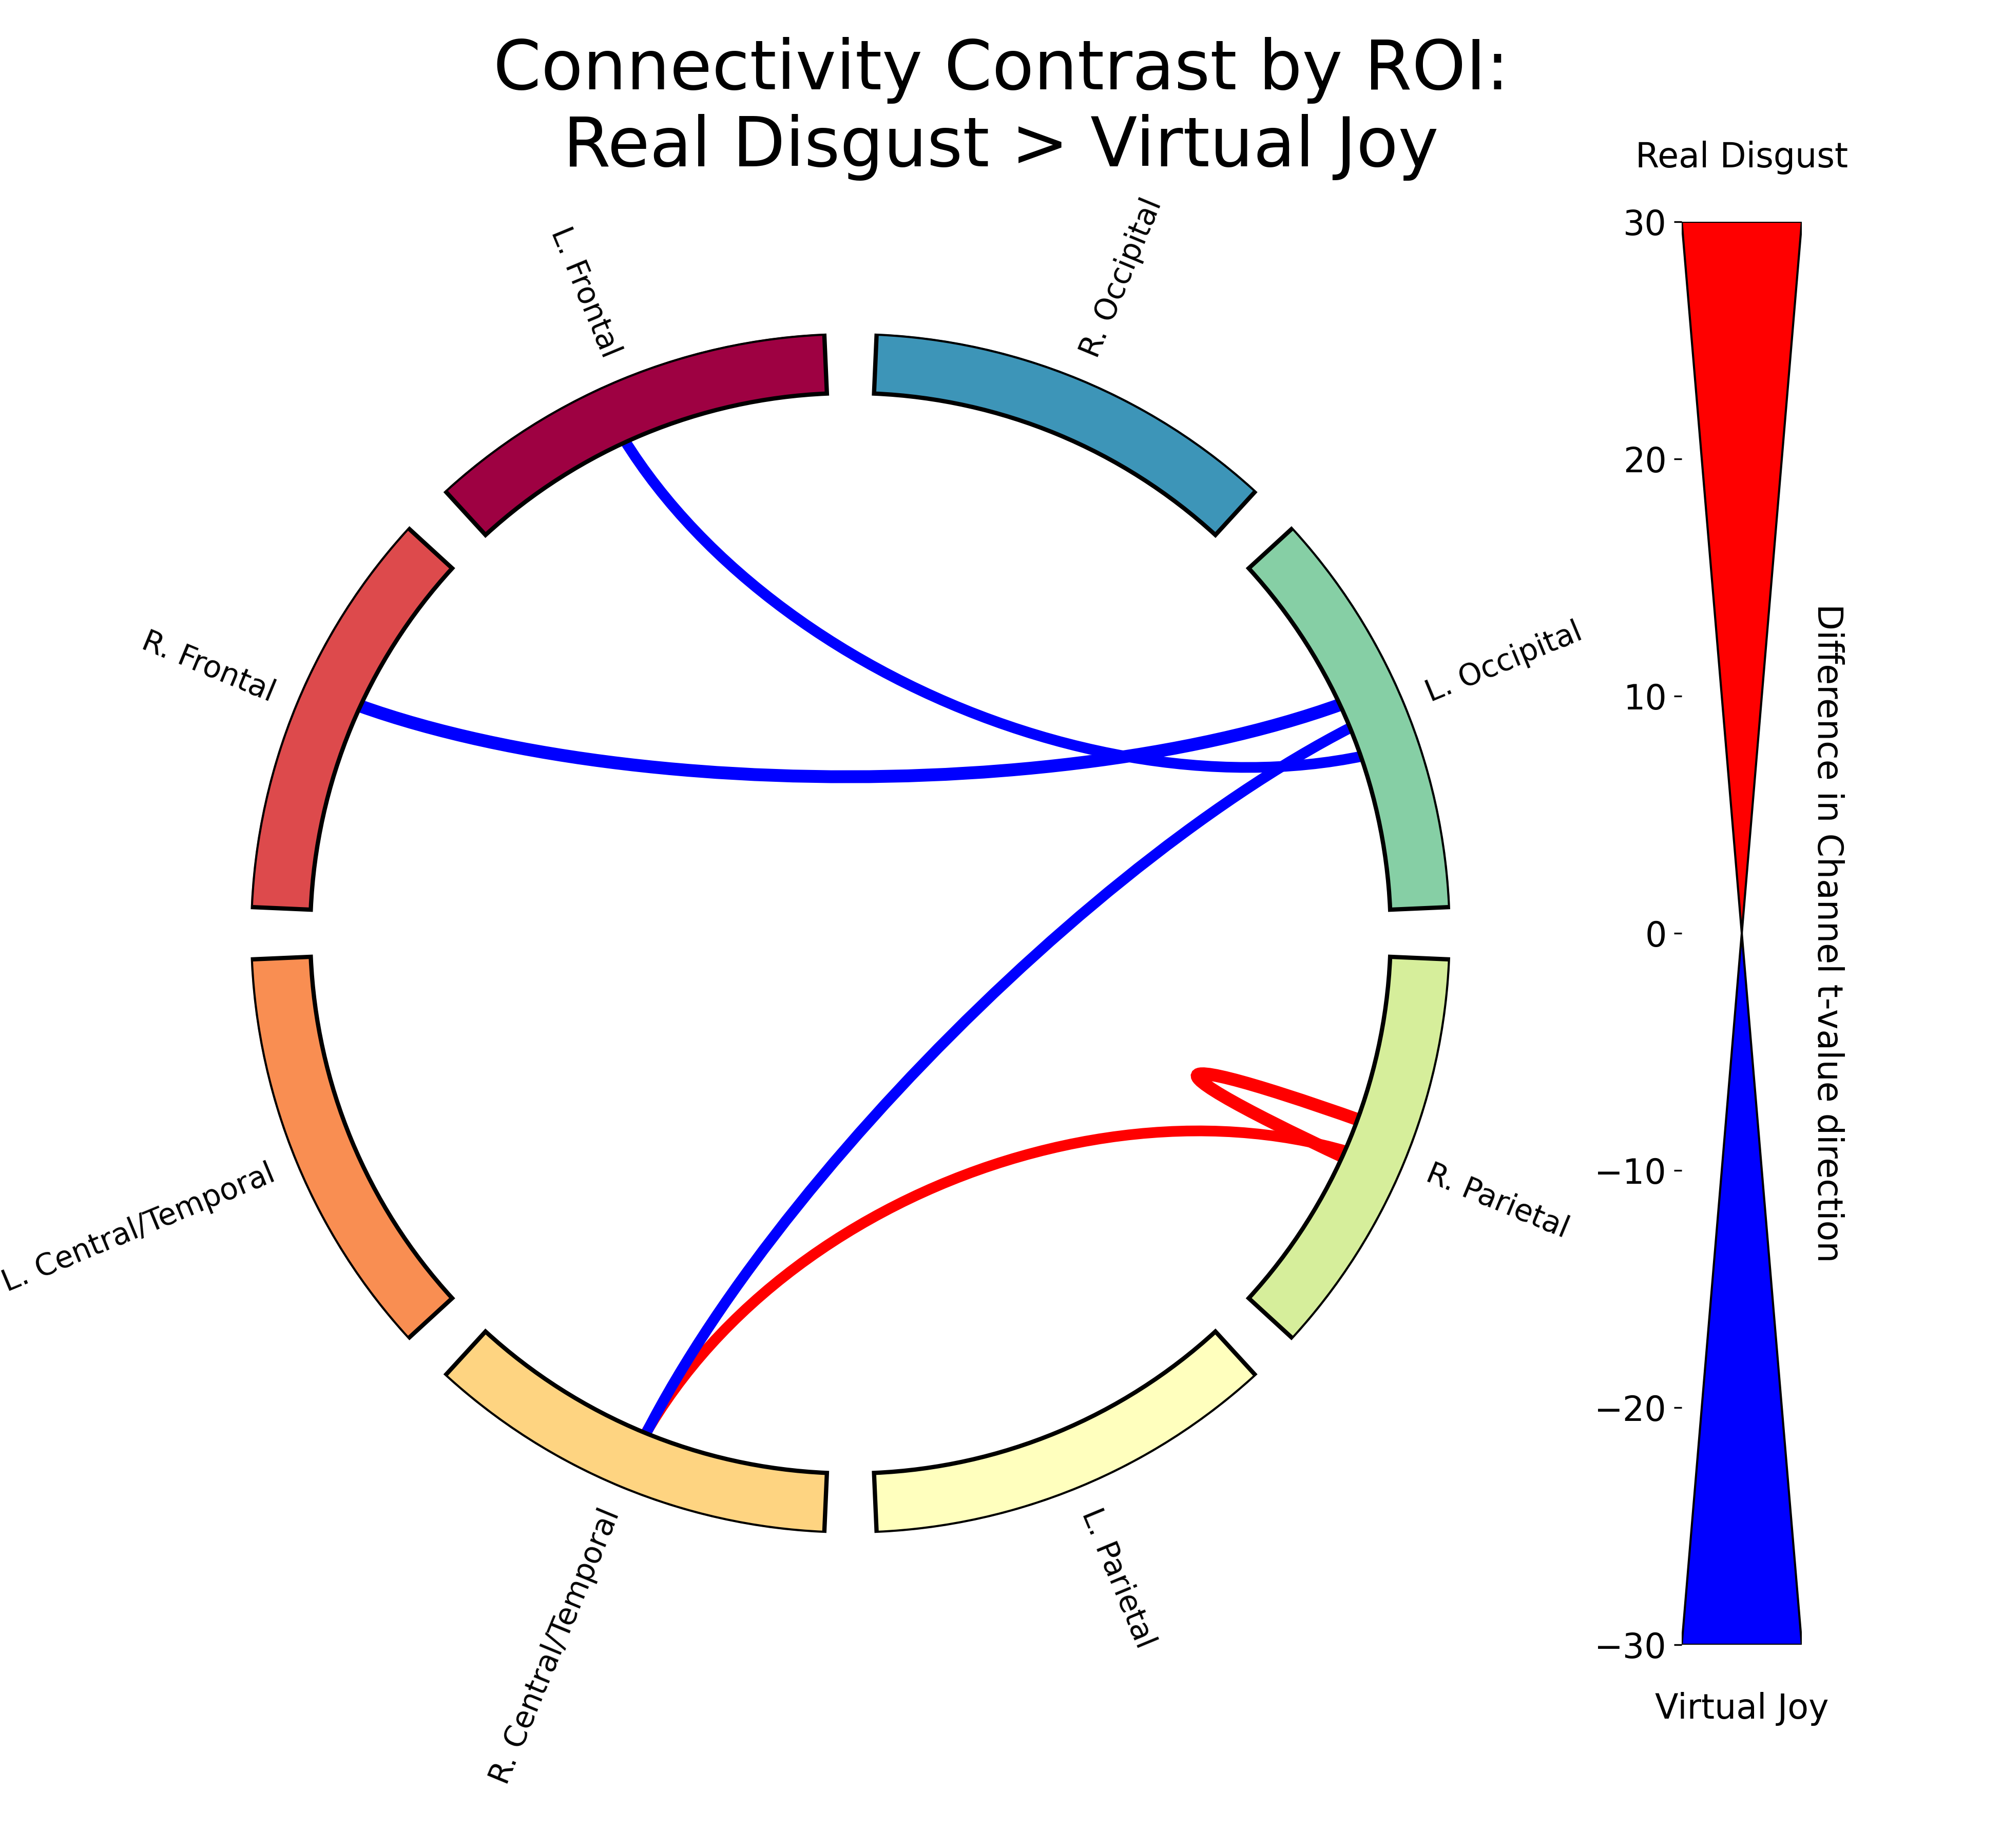 Connectivity Contrast by ROI:
Real Disgust > Virtual Joy
L. Frontal
R. Occipital
R. Frontal
L. Occipital
L. Central/Temporal
R. Parietal
R. Central/Temporal
L. Parietal
Real Disgust
30
20
10
0
−10
−20
−30
Virtual Joy
Difference in Channel t-value direction